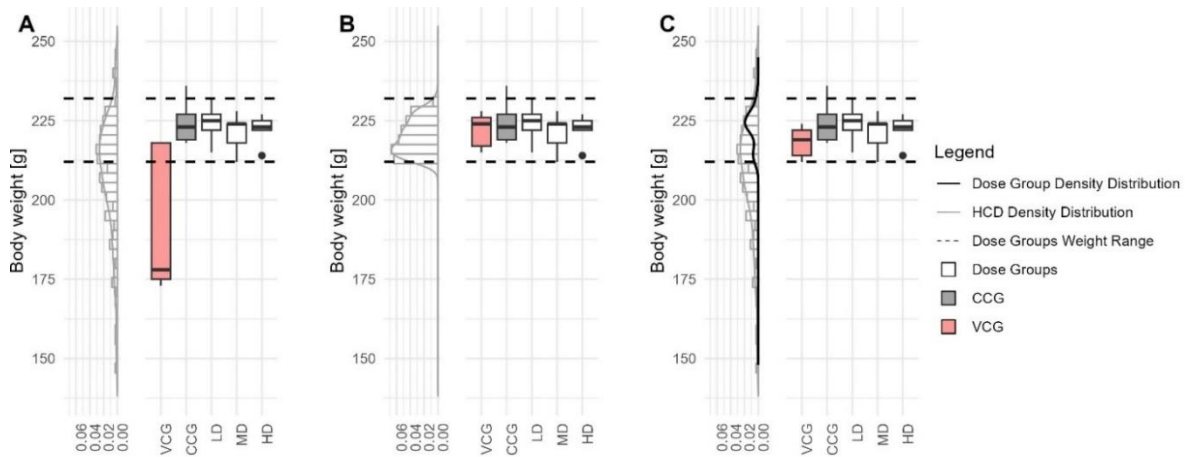 A
B
C
Body weight [g]
250
225
200
175
150
0.06
0.04
0.02
0.00
VCG
CCG
LD
MD
HD
Body weight [g]
250
225
200
175
150
0.06
0.04
0.02
0.00
VCG
CCG
LD
MD
HD
Body weight [g]
250
225
200
175
150
0.06
0.04
0.02
0.00
VCG
CCG
LD
MD
HD
Legend
Dose Group Density Distribution
HCD Density Distribution
Dose Groups Weight Range
Dose Groups
CCG
VCG